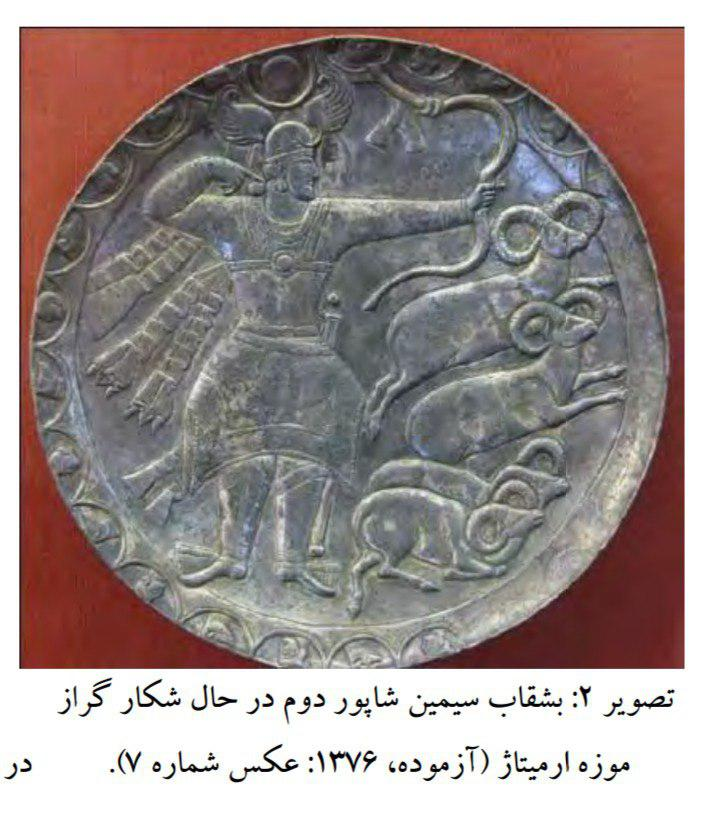 تصویر ۲: بشقاب سیمین شاپور دوم در حال شکار گراز
موزه ارمیتاژ (آزموده، ۱۳۷۶: عکس شماره ۷). در